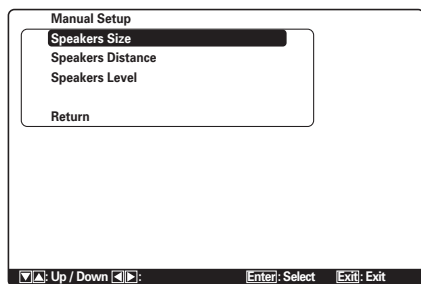 Manual Setup
Speakers Size
Speakers Distance
Speakers Level
Return
▼▲: Up / Down ◀▶: Enter: Select Exit: Exit